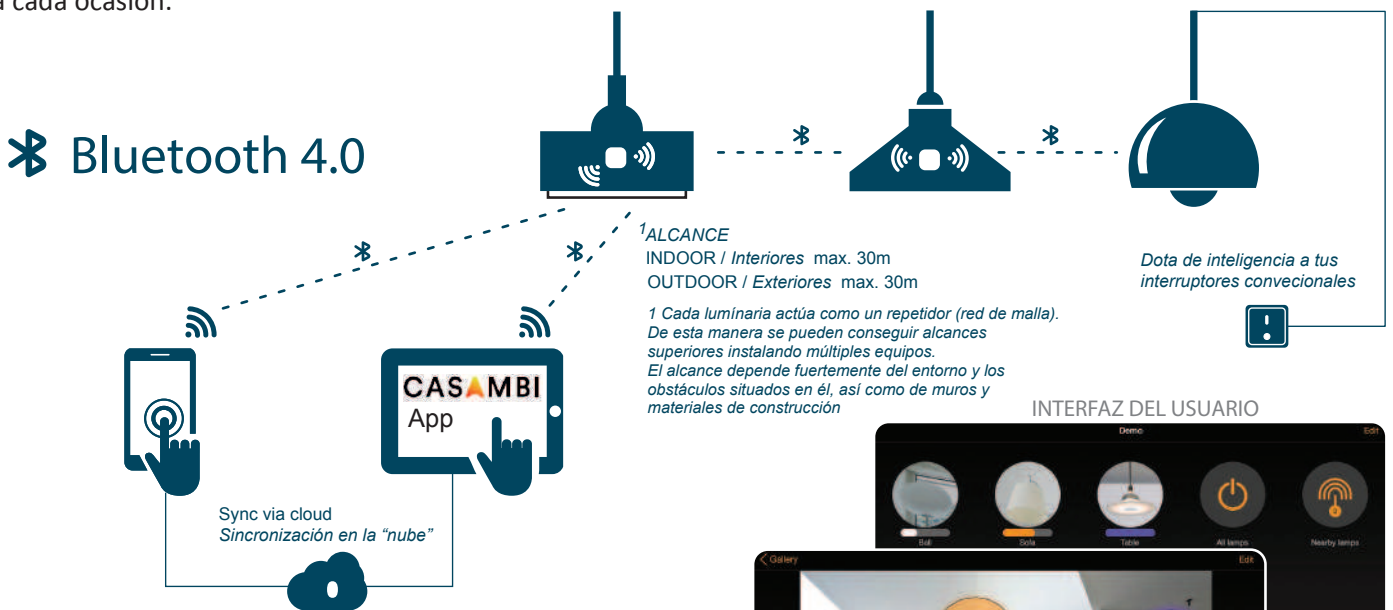 a cada ocasión.
Bluetooth 4.0
1ALCANCE
INDOOR / Interiores max. 30m
OUTDOOR / Exteriores max. 30m
1 Cada lumínaria actúa como un repetidor (red de malla).
De esta manera se pueden conseguir alcances
superiores instalando múltiples equipos.
El alcance depende fuertemente del entorno y los
obstáculos situados en él, así como de muros y
materiales de construcción
Dota de inteligencia a tus
interruptores convecionales
CASAMBI
App
Sync via cloud
Sincronización en la “nube”
INTERFAZ DEL USUARIO
Demo
Edit
Ball
Sofa
Table
All lamps
Nearby lamps
Gallery
Edit